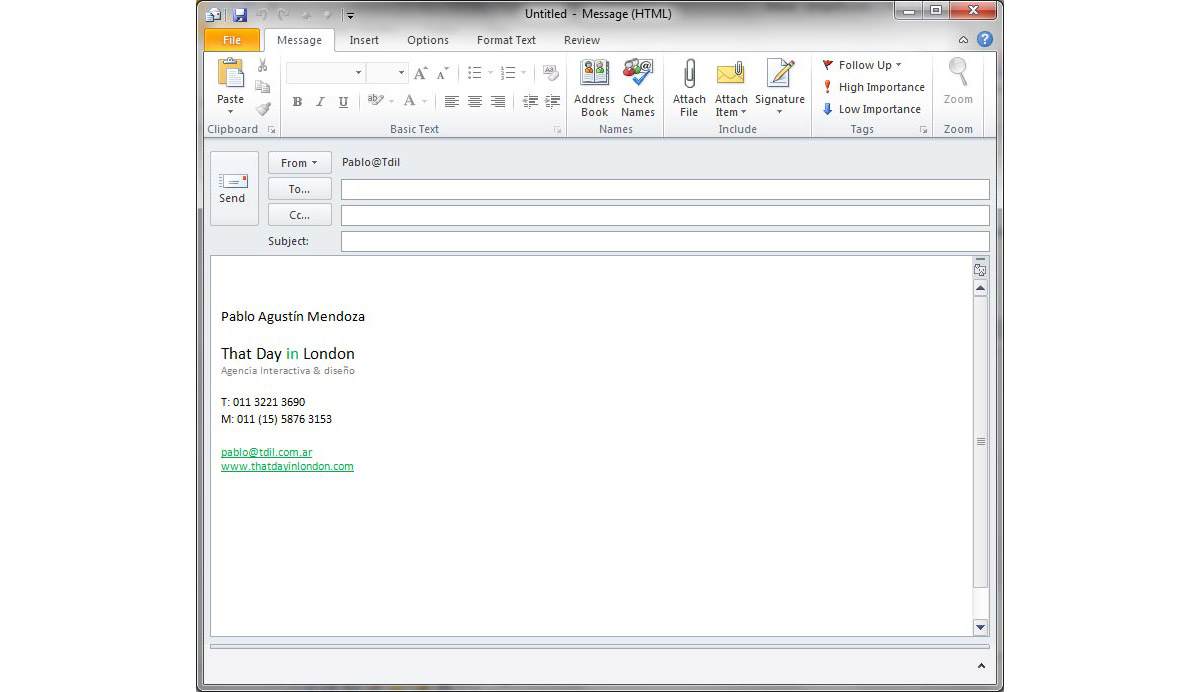 Untitled - Message (HTML)
File Message Insert Options Format Text Review
Paste
B I U
Address Book
Check Names
Attach File
Attach Item
Signature
Follow Up
High Importance
Low Importance
Zoom
Clipboard Basic Text Names Include Tags Zoom
Send
From Pablo@Tdil
To...
Cc...
Subject:
Pablo Agustín Mendoza
That Day in London
Agencia Interactiva & diseño
T: 011 3221 3690
M: 011 (15) 5876 3153
pablo@tdil.com.ar
www.thatdayinlondon.com